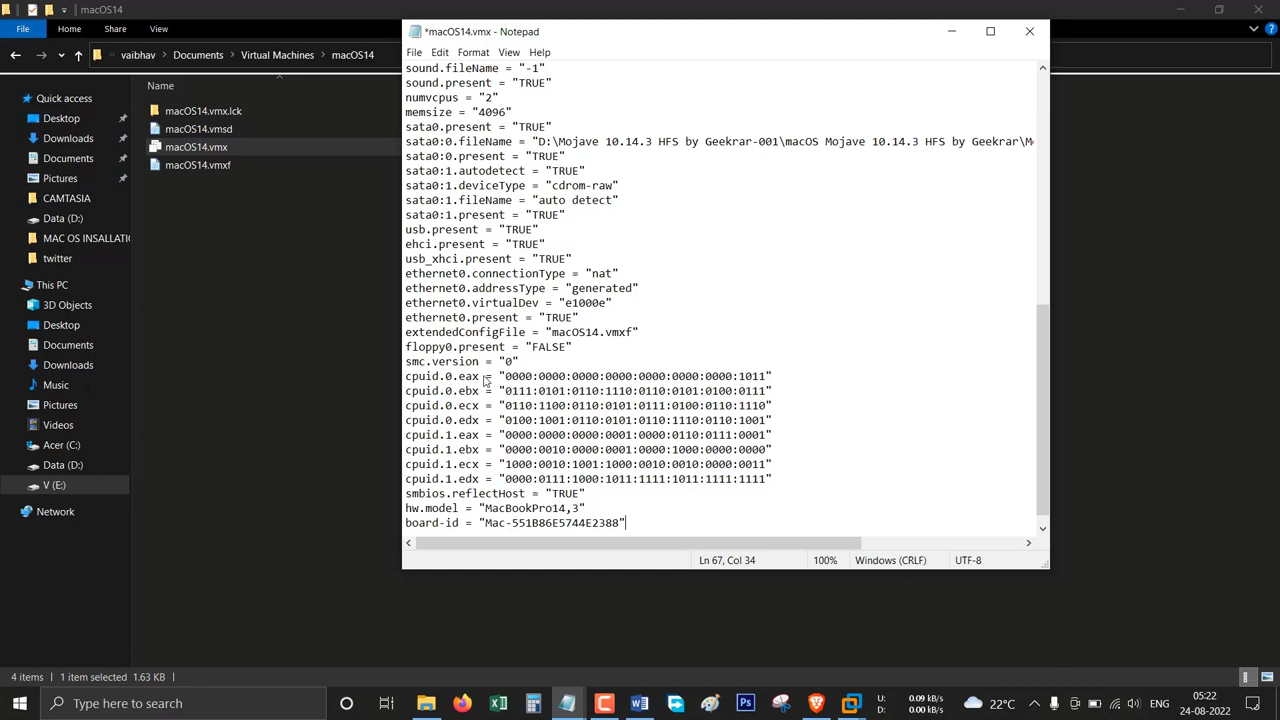 macOS14
File
Home
Share
View
vaibhav
Documents
Virtual Machines
macOS14
Name
Quick access
Desktop
Downloads
Documents
Pictures
CAMTASIA
Data (D:)
MAC OS INSALLATIC
twitter
This PC
3D Objects
Desktop
Documents
Downloads
Music
Pictures
Videos
Acer (C:)
Data (D:)
V (E:)
Network
macOS14.vmx.lck
macOS14.vmsd
macOS14.vmx
macOS14.vmxf
*macOS14.vmx - Notepad
File Edit Format View Help
sound.fileName = "-1"
sound.present = "TRUE"
numvcpus = "2"
memsize = "4096"
sata0.present = "TRUE"
sata0:0.fileName = "D:\Mojave 10.14.3 HFS by Geekrar-001\macOS Mojave 10.14.3 HFS by Geekrar\M
sata0:0.present = "TRUE"
sata0:1.autodetect = "TRUE"
sata0:1.deviceType = "cdrom-raw"
sata0:1.fileName = "auto detect"
sata0:1.present = "TRUE"
usb.present = "TRUE"
ehci.present = "TRUE"
usb_xhci.present = "TRUE"
ethernet0.connectionType = "nat"
ethernet0.addressType = "generated"
ethernet0.virtualDev = "e1000e"
ethernet0.present = "TRUE"
extendedConfigFile = "macOS14.vmxf"
floppy0.present = "FALSE"
smc.version = "0"
cpuid.0.eax = "0000:0000:0000:0000:0000:0000:0000:1011"
cpuid.0.ebx = "0111:0101:0110:1110:0110:0101:0100:0111"
cpuid.0.ecx = "0110:1100:0110:0101:0111:0100:0110:1110"
cpuid.0.edx = "0100:1001:0110:0101:0110:1110:0110:1001"
cpuid.1.eax = "0000:0000:0000:0001:0000:0110:0111:0001"
cpuid.1.ebx = "0000:0010:0000:0001:0000:1000:0000:0000"
cpuid.1.ecx = "1000:0010:1001:1000:0010:0010:0000:0011"
cpuid.1.edx = "0000:0111:1000:1011:1111:1011:1111:1111"
smbios.reflectHost = "TRUE"
hw.model = "MacBookPro14,3"
board-id = "Mac-551B86E5744E2388"
Ln 67, Col 34
100%
Windows (CRLF)
UTF-8
4 items
1 item selected 1.63 KB
Type here to search
U: 0.09 kB/s
D: 0.00 kB/s
22°C
ENG
05:22
24-08-2022